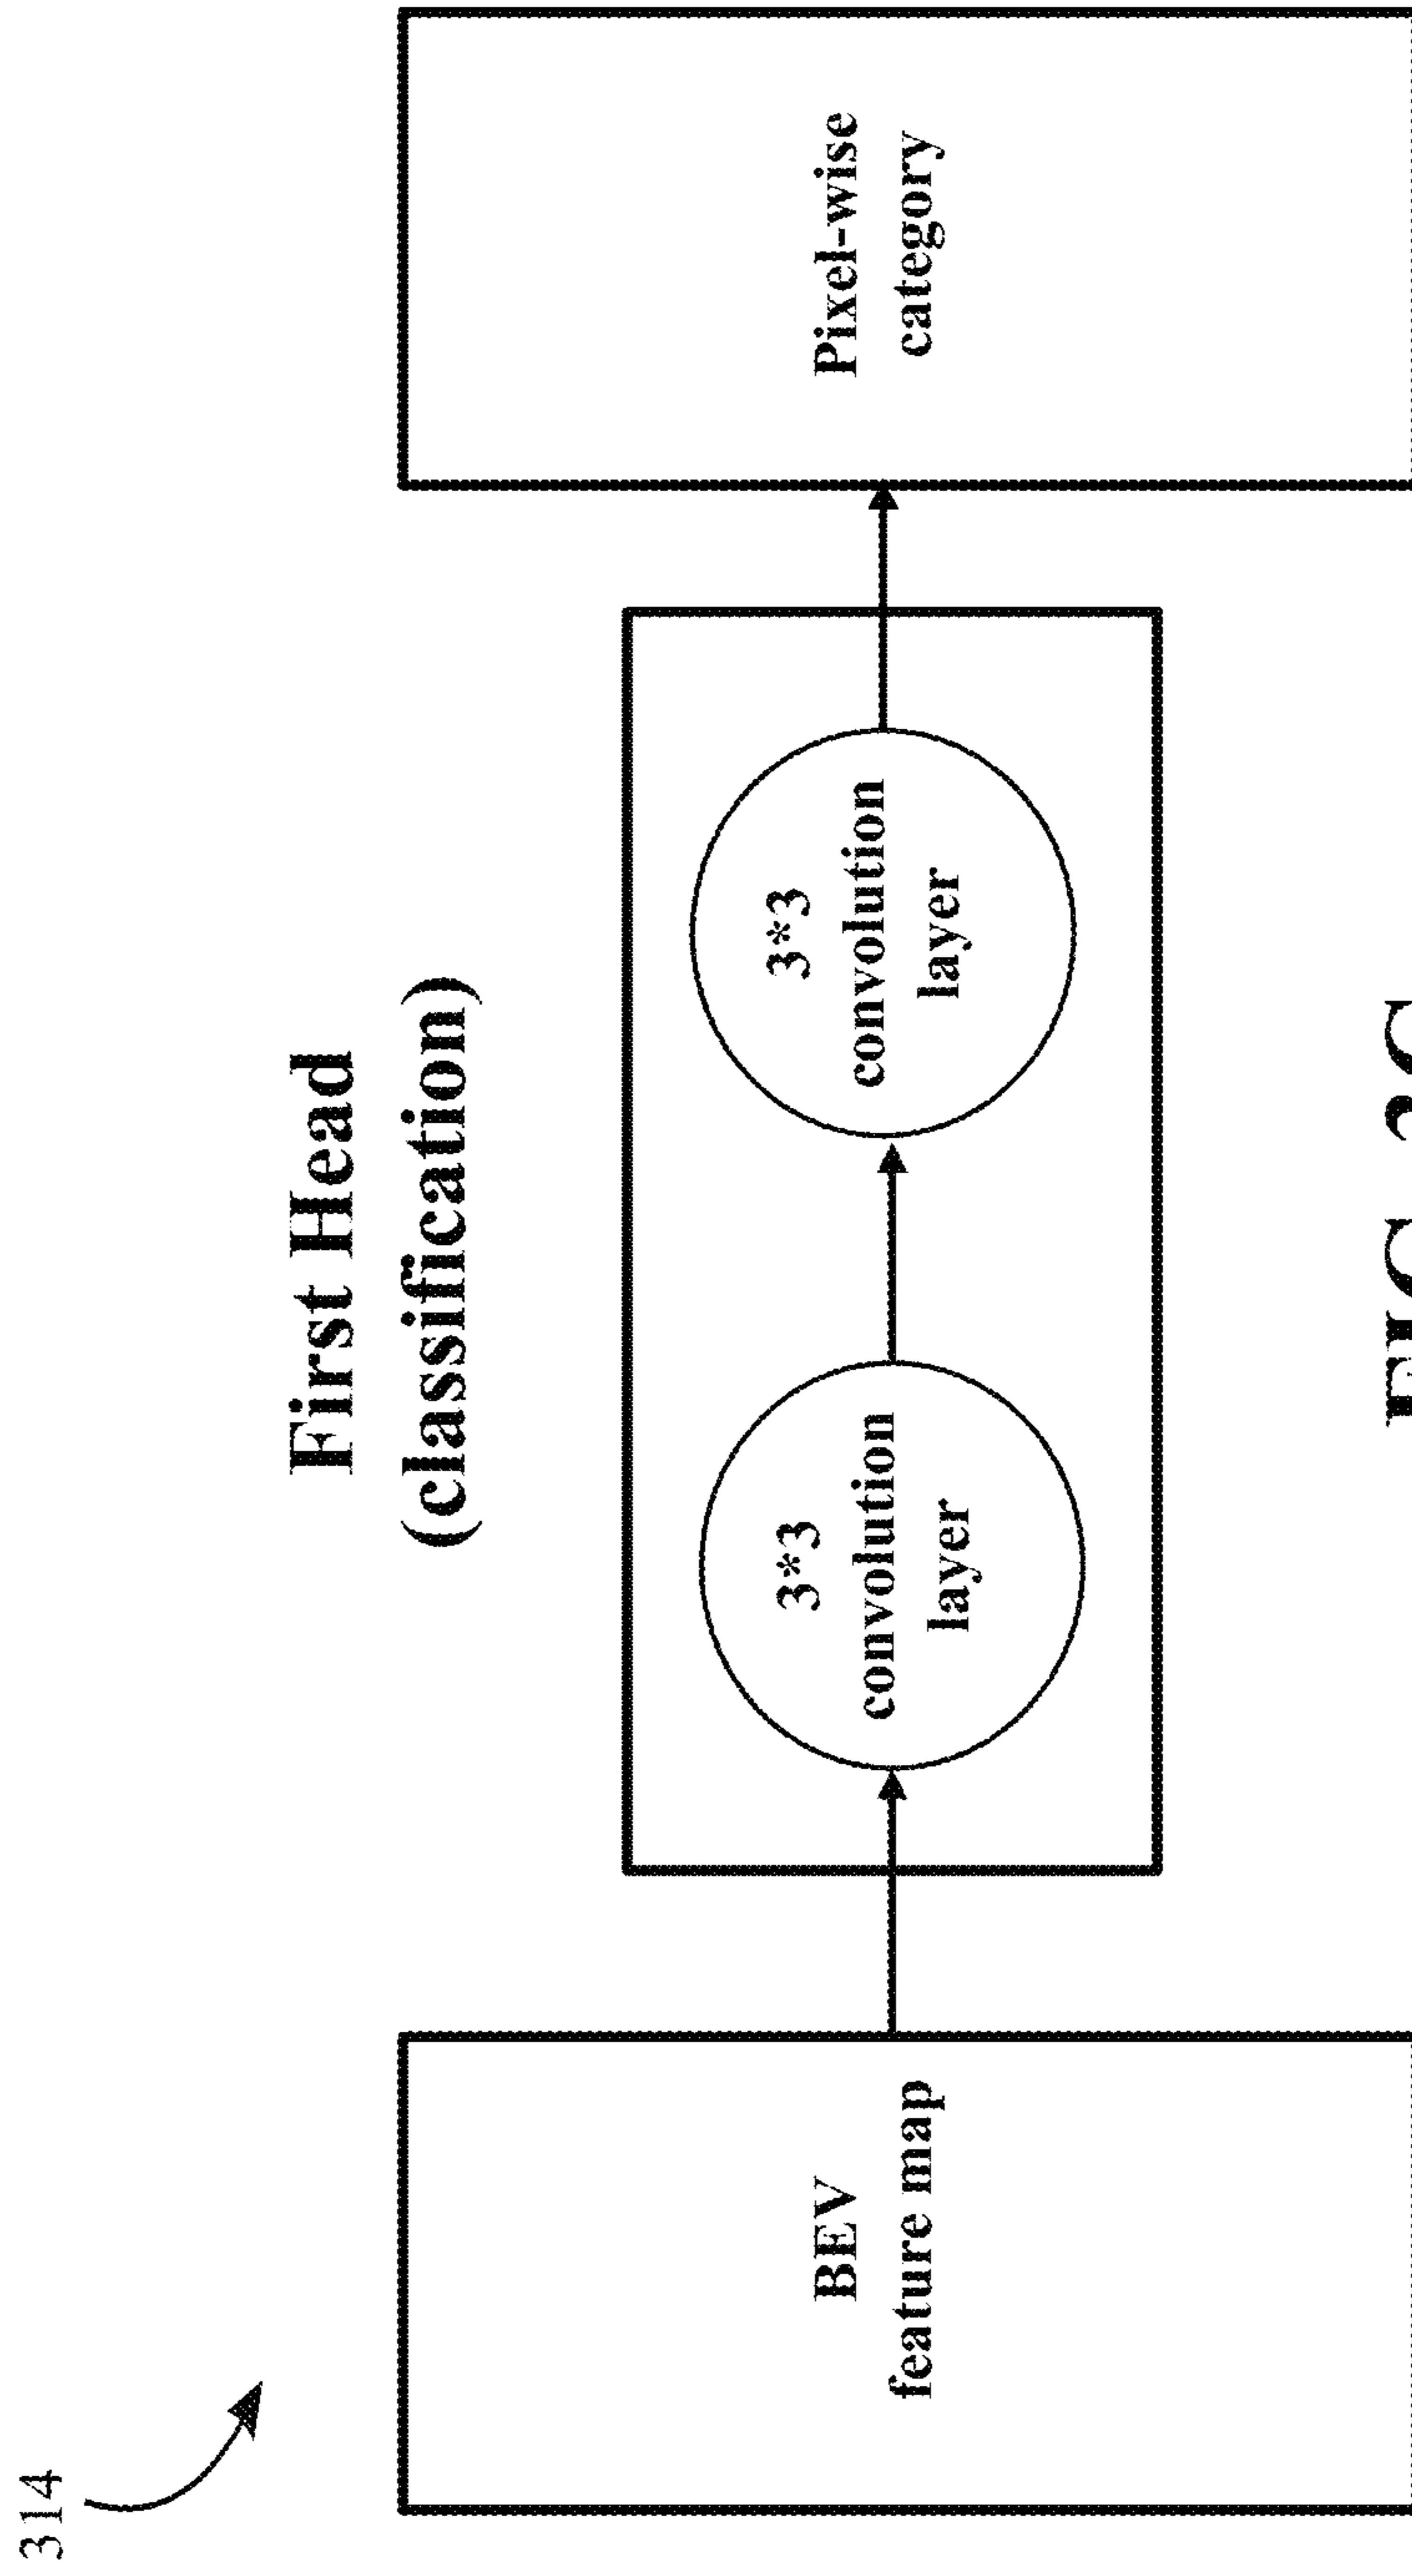 314
First Head
(classification)
BEV
feature map
3*3
convolution
layer
3*3
convolution
layer
Pixel-wise
category